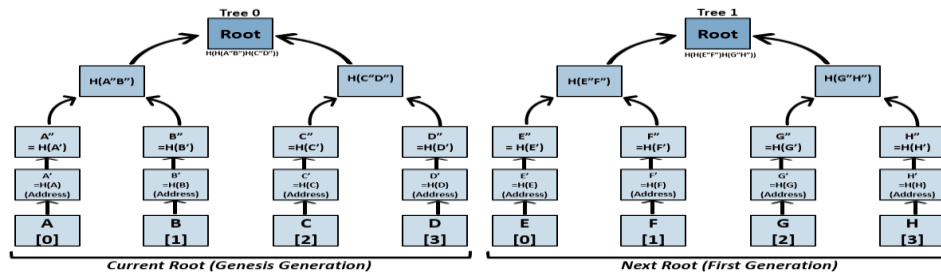 Tree 0
Root
H(H(A”B”)H(C”D”))
H(A”B”)
H(C”D”)
A”
= H(A’)
B”
=H(B’)
C”
=H(C’)
D”
=H(D’)
A’
=H(A)
(Address)
B’
=H(B)
(Address)
C’
=H(C)
(Address)
D’
=H(D)
(Address)
A
[0]
B
[1]
C
[2]
D
[3]
Current Root (Genesis Generation)
Tree 1
Root
H(H(E”F”)H(G”H”))
H(E”F”)
H(G”H”)
E”
= H(E’)
F”
=H(F’)
G”
=H(G’)
H”
=H(H’)
E’
=H(E)
(Address)
F’
=H(F)
(Address)
G’
=H(G)
(Address)
H’
=H(H)
(Address)
E
[0]
F
[1]
G
[2]
H
[3]
Next Root (First Generation)